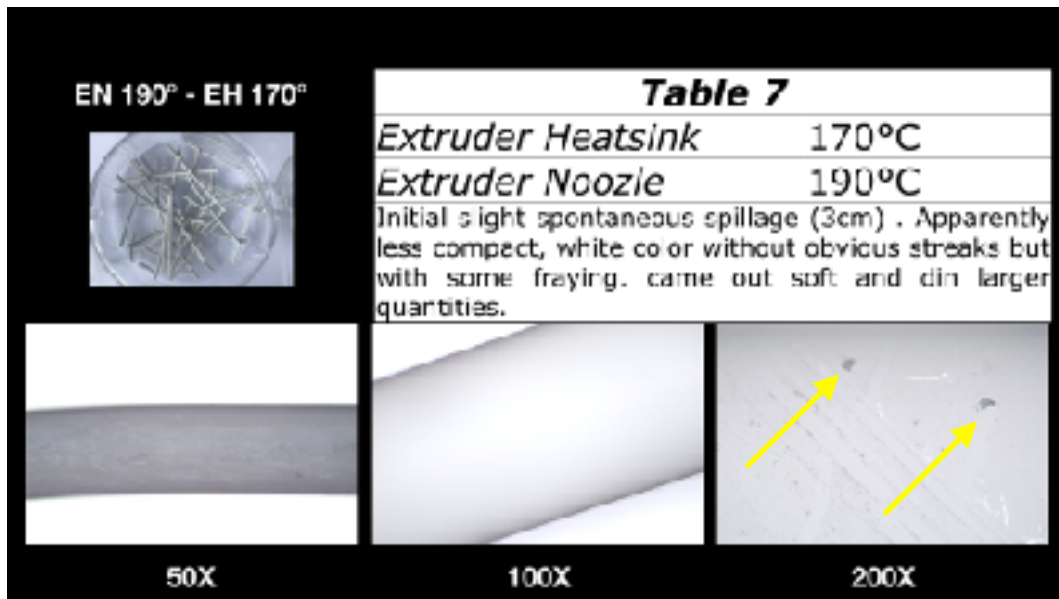 EN 190° - EH 170°
Table 7
Extruder Heatsink 170°C
Extruder Noozle 190°C
Initial slight spontaneous spillage (3cm) . Apparently
less compact, white color without obvious streaks but
with some fraying. came out soft and din larger
quantities.
50X
100X
200X